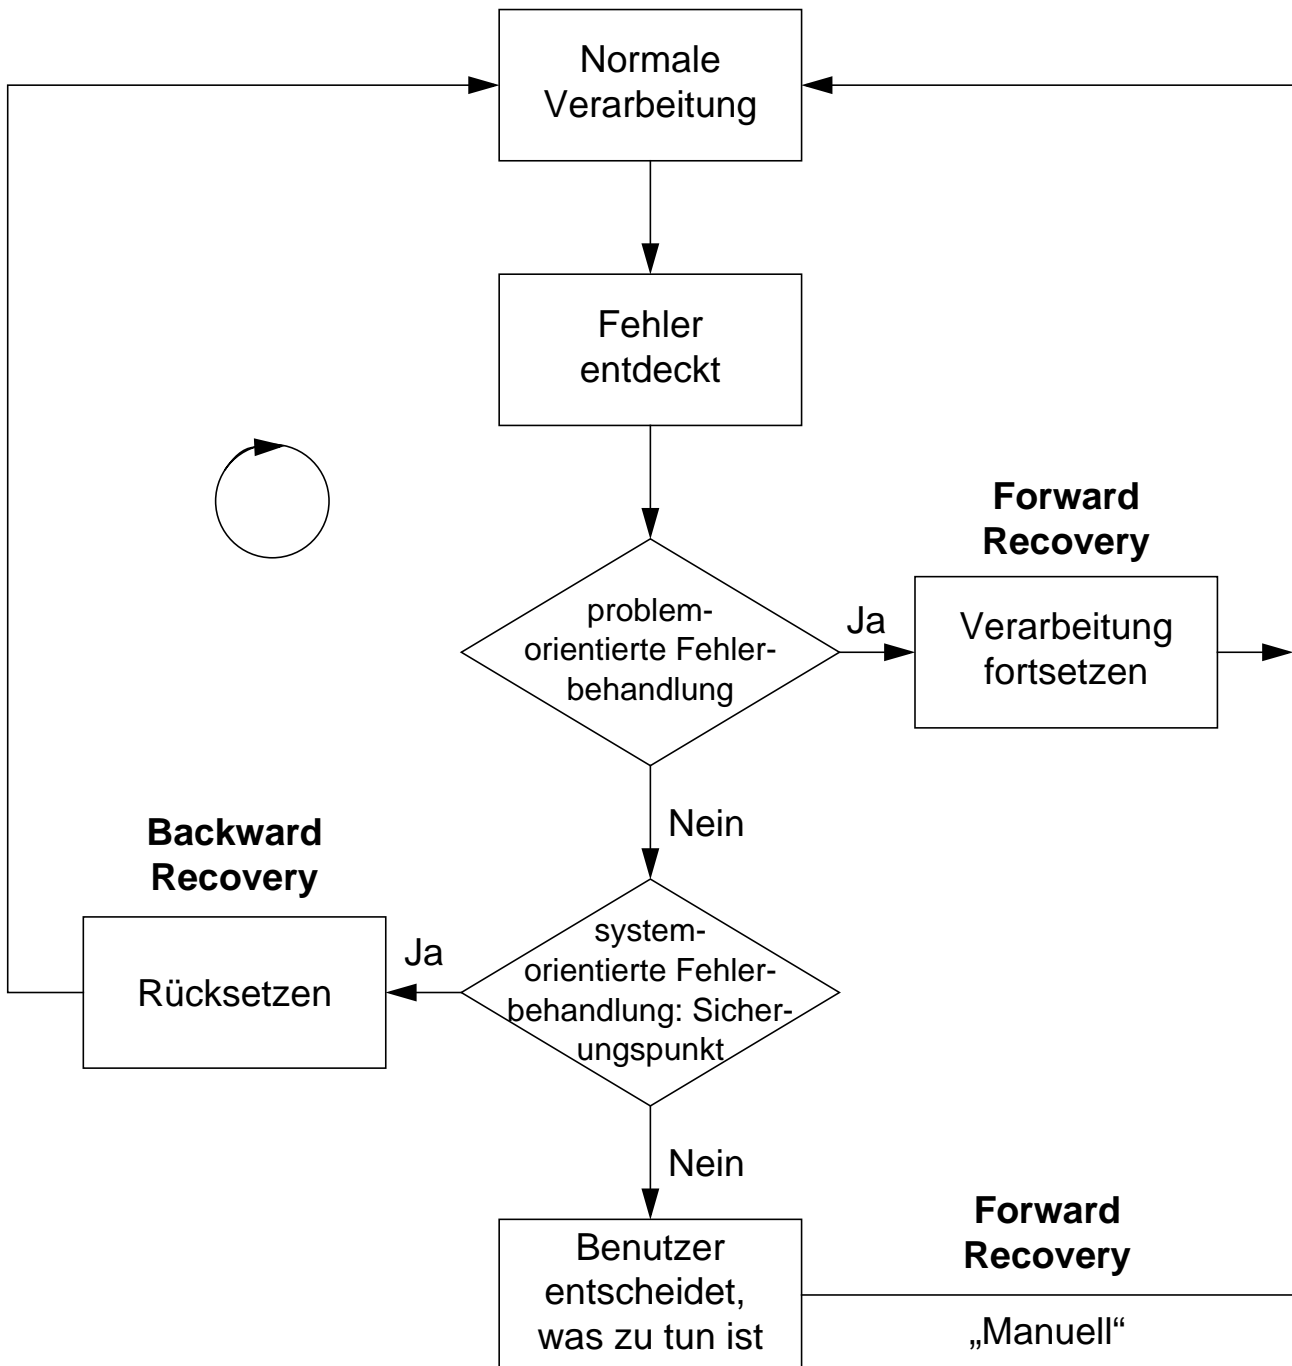 Normale
Verarbeitung
Fehler
entdeckt
Forward
Recovery
problem-
orientierte Fehler-
behandlung
Ja
Verarbeitung
fortsetzen
Nein
Backward
Recovery
Rücksetzen
Ja
system-
orientierte Fehler-
behandlung: Sicher-
ungspunkt
Nein
Benutzer
entscheidet,
was zu tun ist
Forward
Recovery
„Manuell“